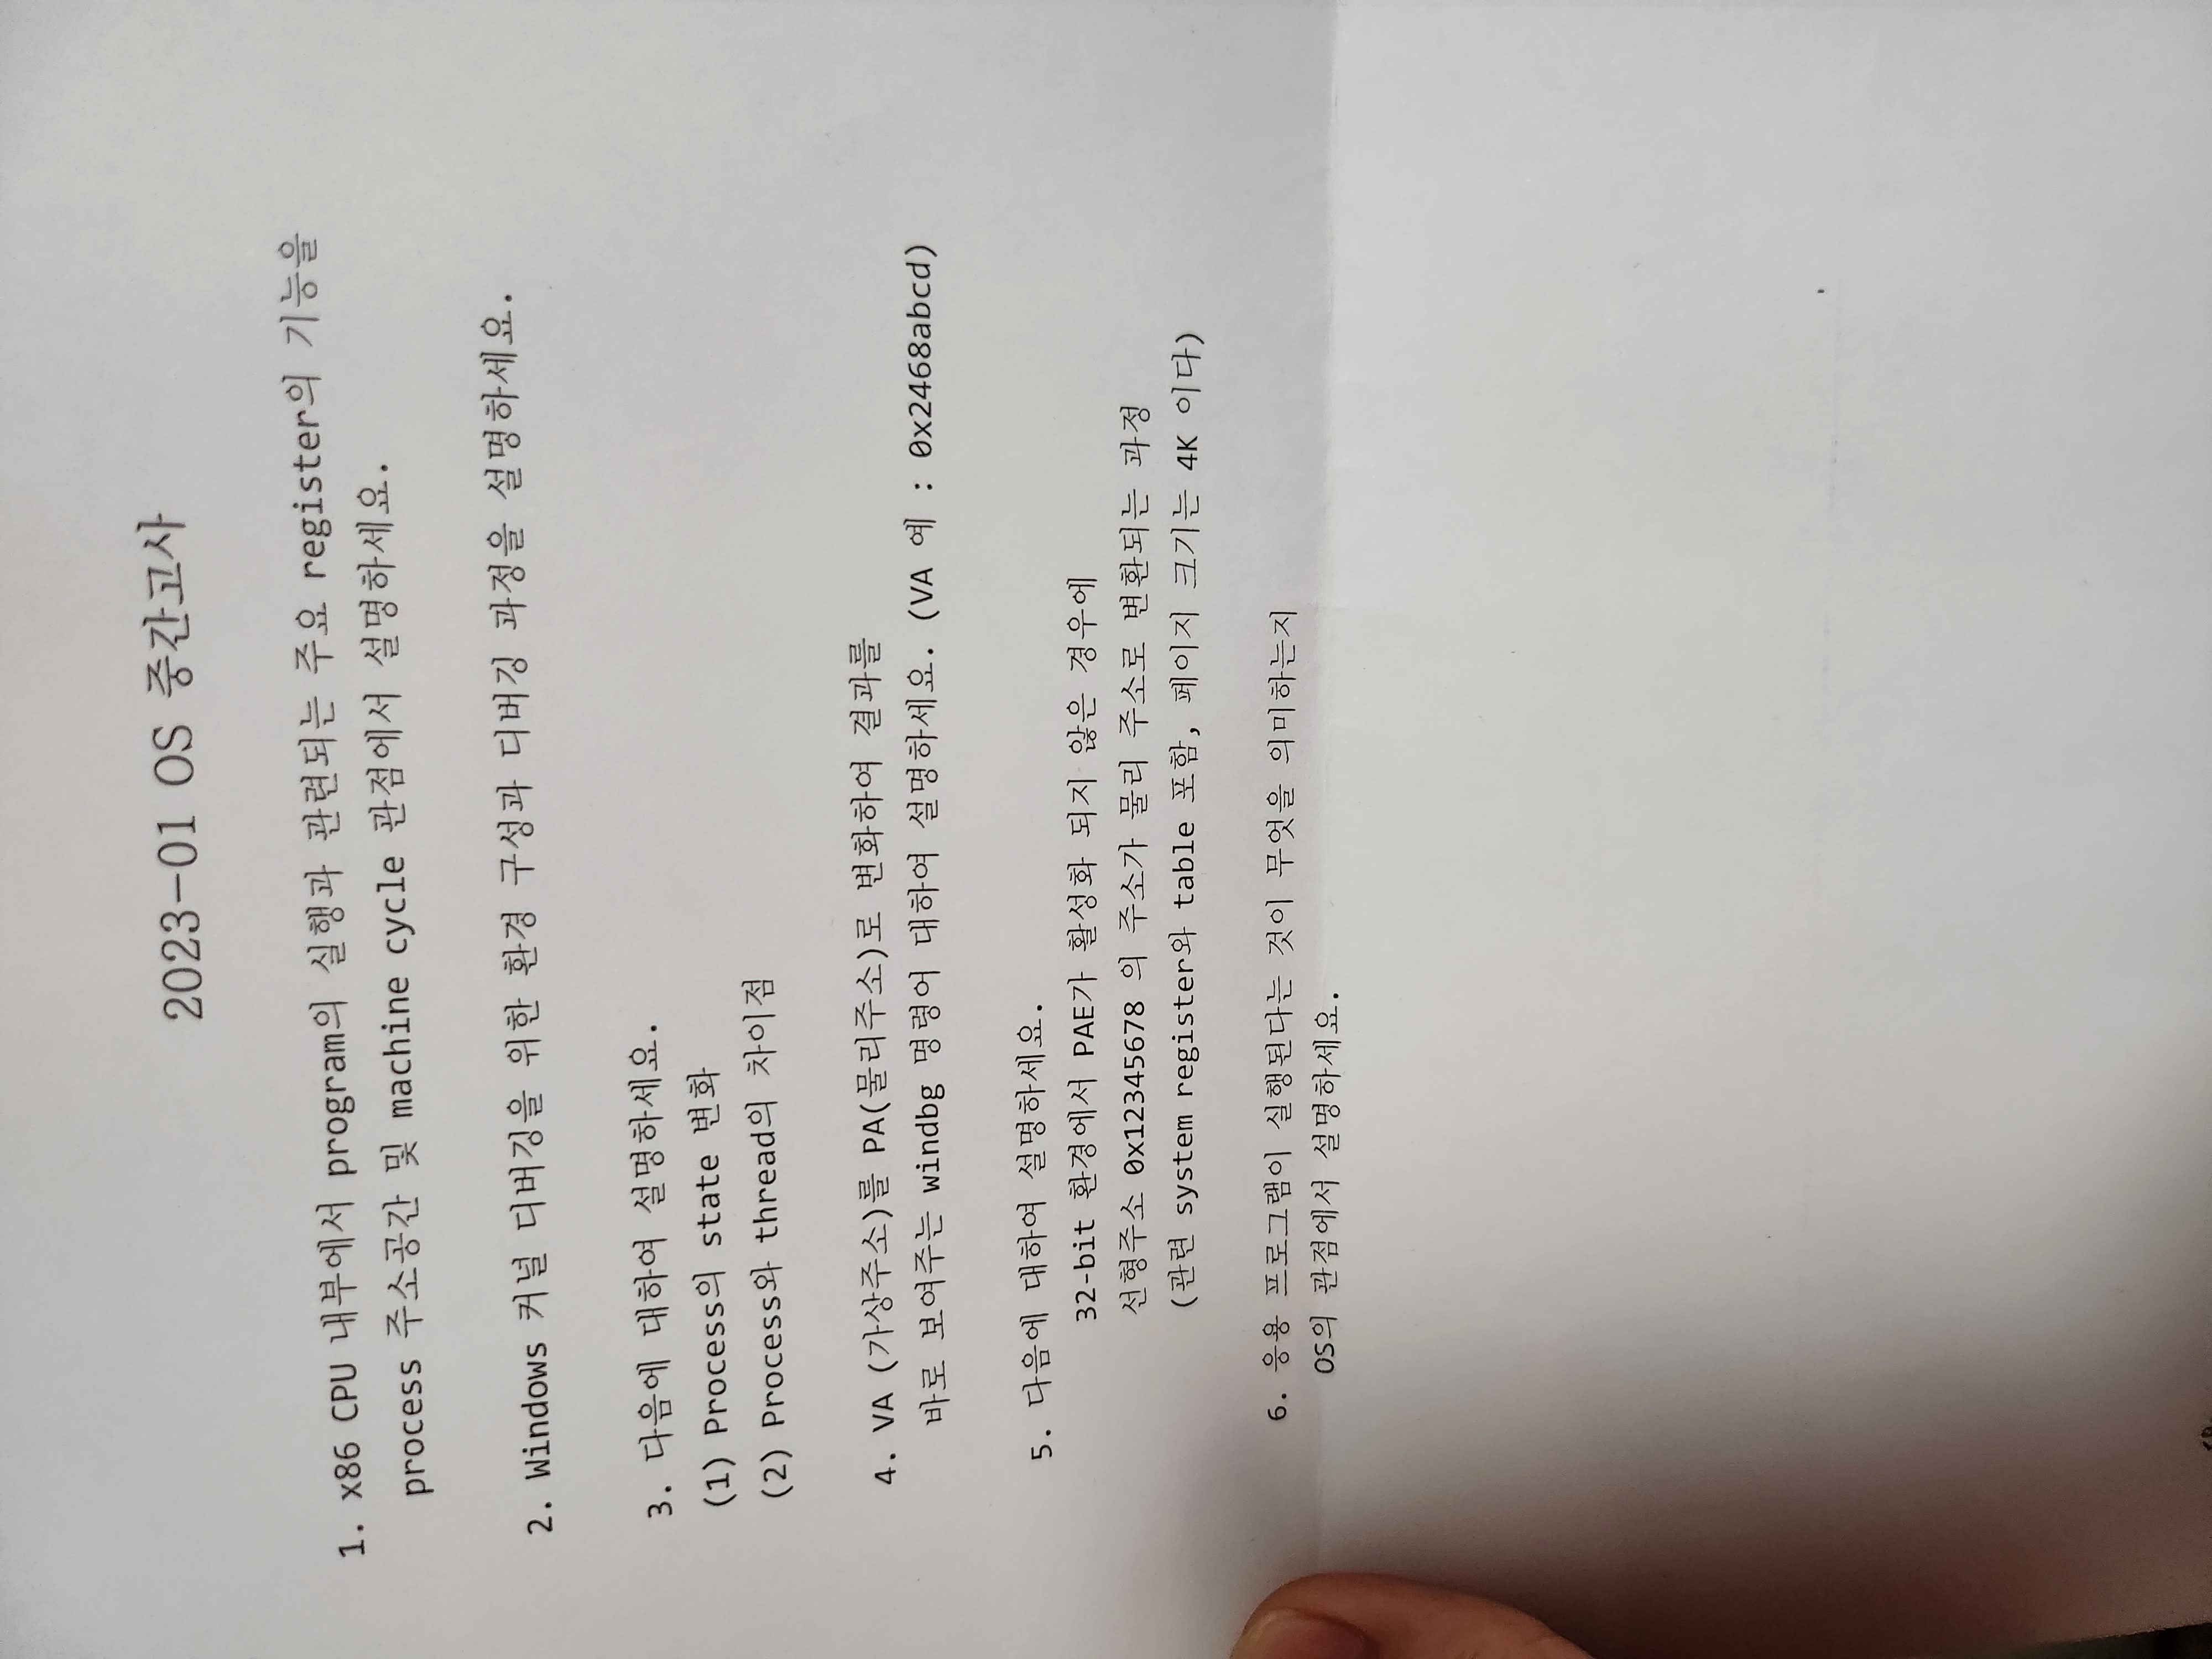 2023-01 OS 중간고사
1. x86 CPU 내부에서 program의 실행과 관련되는 주요 register의 기능을
process 주소공간 및 machine cycle 관점에서 설명하세요.
2. Windows 커널 디버깅을 위한 환경 구성과 디버깅 과정을 설명하세요.
3. 다음에 대하여 설명하세요.
(1) Process의 state 변화
(2) Process와 thread의 차이점
4. VA (가상주소)를 PA(물리주소)로 변화하여 결과를
바로 보여주는 windbg 명령어 대하여 설명하세요. (VA 예 : 0x2468abcd)
5. 다음에 대하여 설명하세요.
32-bit 환경에서 PAE가 활성화 되지 않은 경우에
선형주소 0x12345678 의 주소가 물리 주소로 변환되는 과정
(관련 system register와 table 포함, 페이지 크기는 4K 이다)
6. 응용 프로그램이 실행된다는 것이 무엇을 의미하는지
OS의 관점에서 설명하세요.